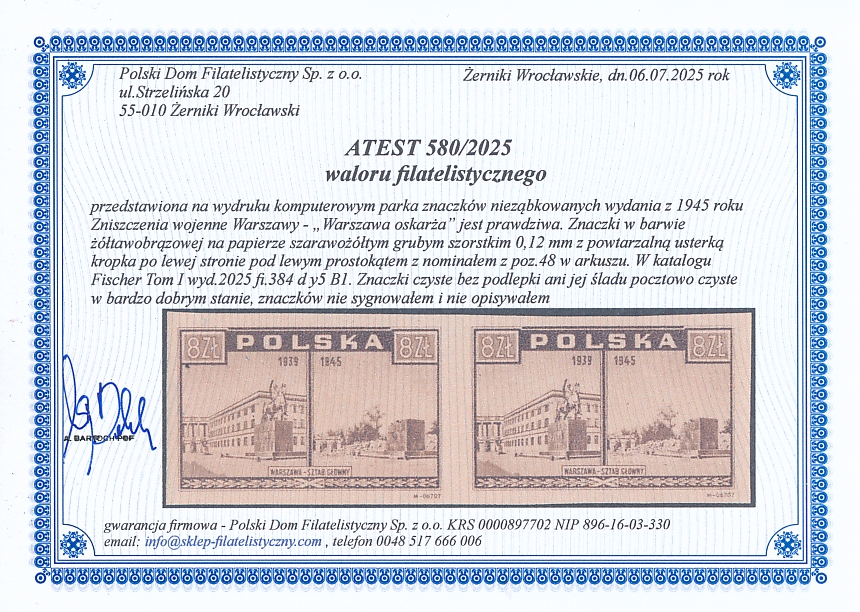 Polski Dom Filatelistyczny Sp. z o.o. Żerniki Wrocławskie, dn.06.07.2025 rok
ul.Strzelińska 20
55-010 Żerniki Wrocławski
ATEST 580/2025
waloru filatelistycznego
przedstawiona na wydruku komputerowym parka znaczków nieząbkowanych wydania z 1945 roku
Zniszczenia wojenne Warszawy - „Warszawa oskarża” jest prawdziwa. Znaczki w barwie
żółtawobrązowej na papierze szarawożółtym grubym szorstkim 0,12 mm z powtarzalną usterką
kropka po lewej stronie pod lewym prostokątem z nominałem z poz.48 w arkuszu. W katalogu
Fischer Tom I wyd.2025 fi.384 d y5 B1. Znaczki czyste bez podlepki ani jej śladu pocztowo czyste
w bardzo dobrym stanie, znaczków nie sygnowałem i nie opisywałem
8ZŁ POLSKA 8ZŁ 8ZŁ POLSKA 8ZŁ
1939 1945 1939 1945
WARSZAWA-SZTAB GŁÓWNY WARSZAWA-SZTAB GŁÓWNY
M-06707 M-06707
A. BARTOCH PDF
gwarancja firmowa - Polski Dom Filatelistyczny Sp. z o.o. KRS 0000897702 NIP 896-16-03-330
email: info@sklep-filatelistyczny.com , telefon 0048 517 666 006